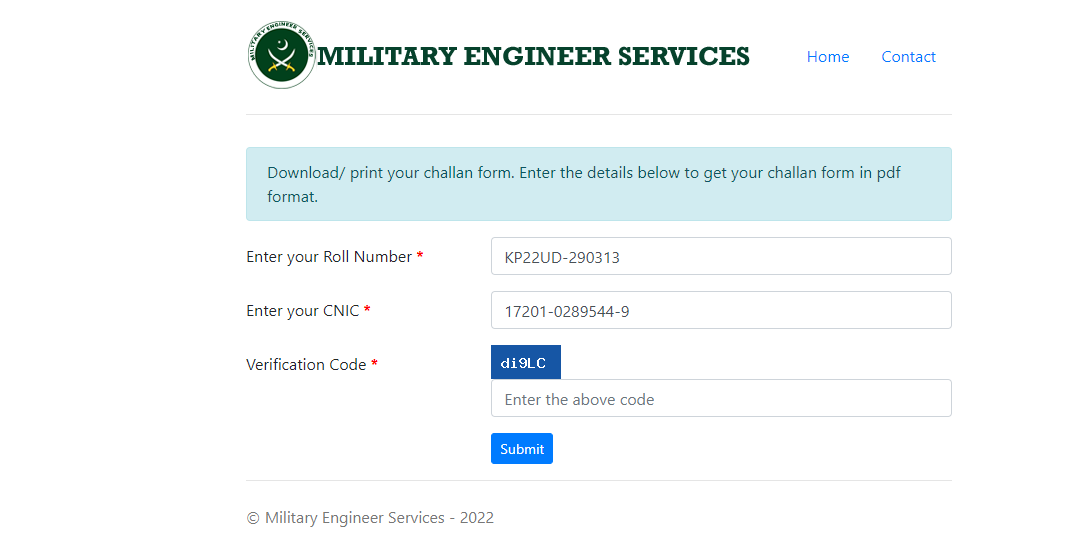 MILITARY ENGINEER SERVICES
MILITARY ENGINEER SERVICES
Home
Contact
Download/ print your challan form. Enter the details below to get your challan form in pdf
format.
Enter your Roll Number *
KP22UD-290313
Enter your CNIC *
17201-0289544-9
Verification Code *
di9LC
Enter the above code
Submit
© Military Engineer Services - 2022